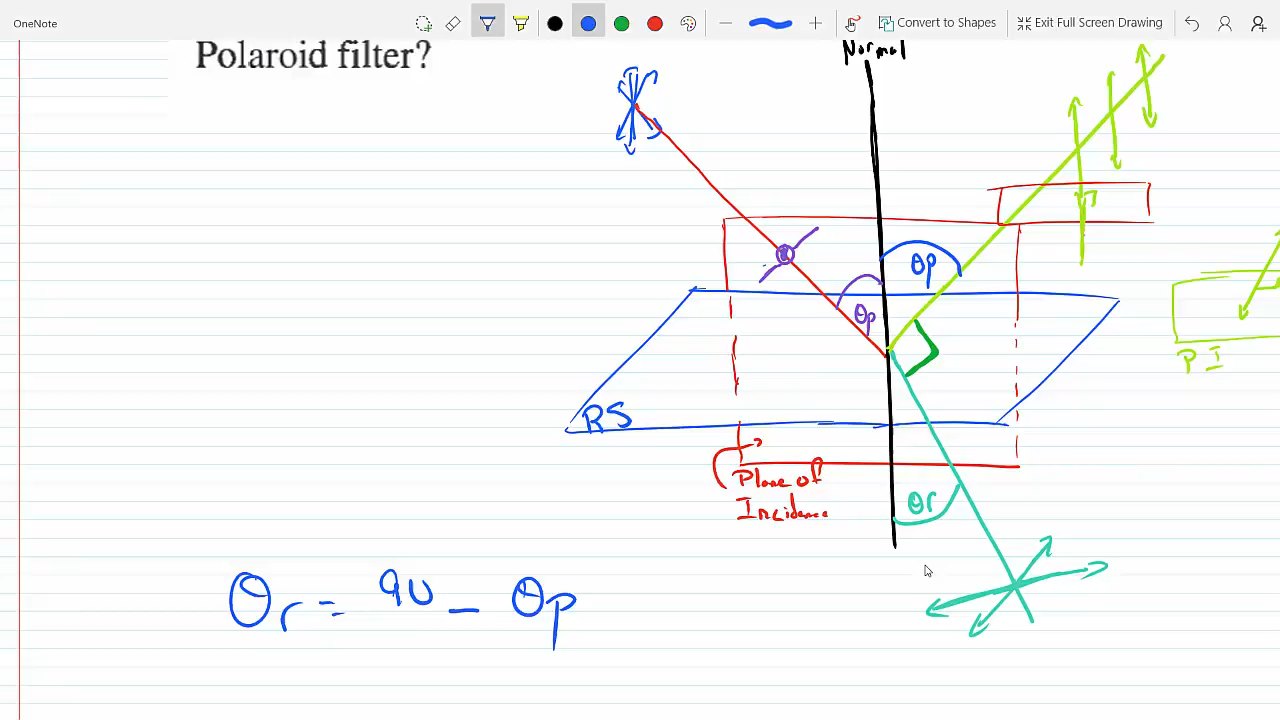 OneNote
Convert to Shapes
Exit Full Screen Drawing
Polaroid filter?
Normal
θp
θp
P I
RS
Plane of
Incidence
θr
θr = 90 - θp